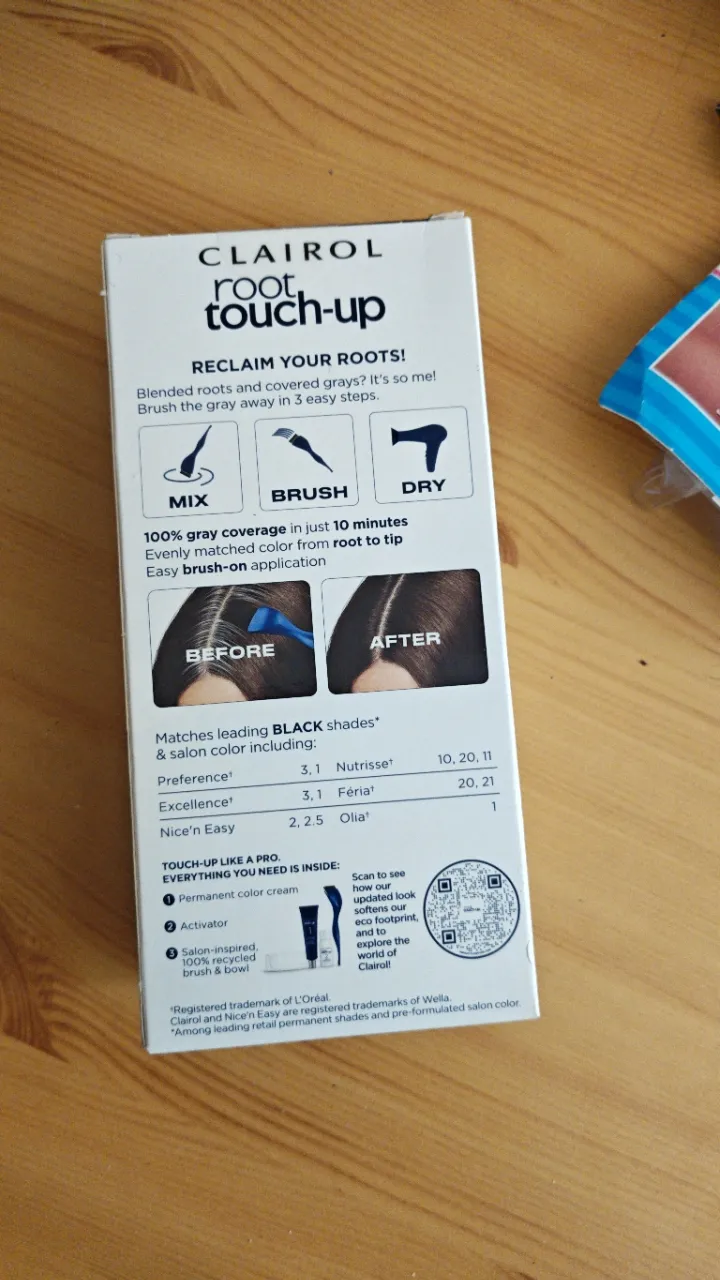 CLAIROL
root
touch-up
RECLAIM YOUR ROOTS!
Blended roots and covered grays? It's so me!
Brush the gray away in 3 easy steps.
MIX
BRUSH
DRY
100% gray coverage in just 10 minutes
Evenly matched color from root to tip
Easy brush-on application
BEFORE
AFTER
Matches leading BLACK shades*
& salon color including:
Preference† 3, 1 Nutrisse† 10, 20, 11
Excellence† 3, 1 Féria† 20, 21
Nice'n Easy 2, 2.5 Olia† 1
TOUCH-UP LIKE A PRO.
EVERYTHING YOU NEED IS INSIDE:
1 Permanent color cream
2 Activator
3 Salon-inspired,
100% recycled
brush & bowl
Scan to see
how our
updated look
softens our
eco footprint,
and to
explore the
world of
Clairol!
†Registered trademark of L'Oréal.
Clairol and Nice'n Easy are registered trademarks of Wella.
*Among leading retail permanent shades and pre-formulated salon color.